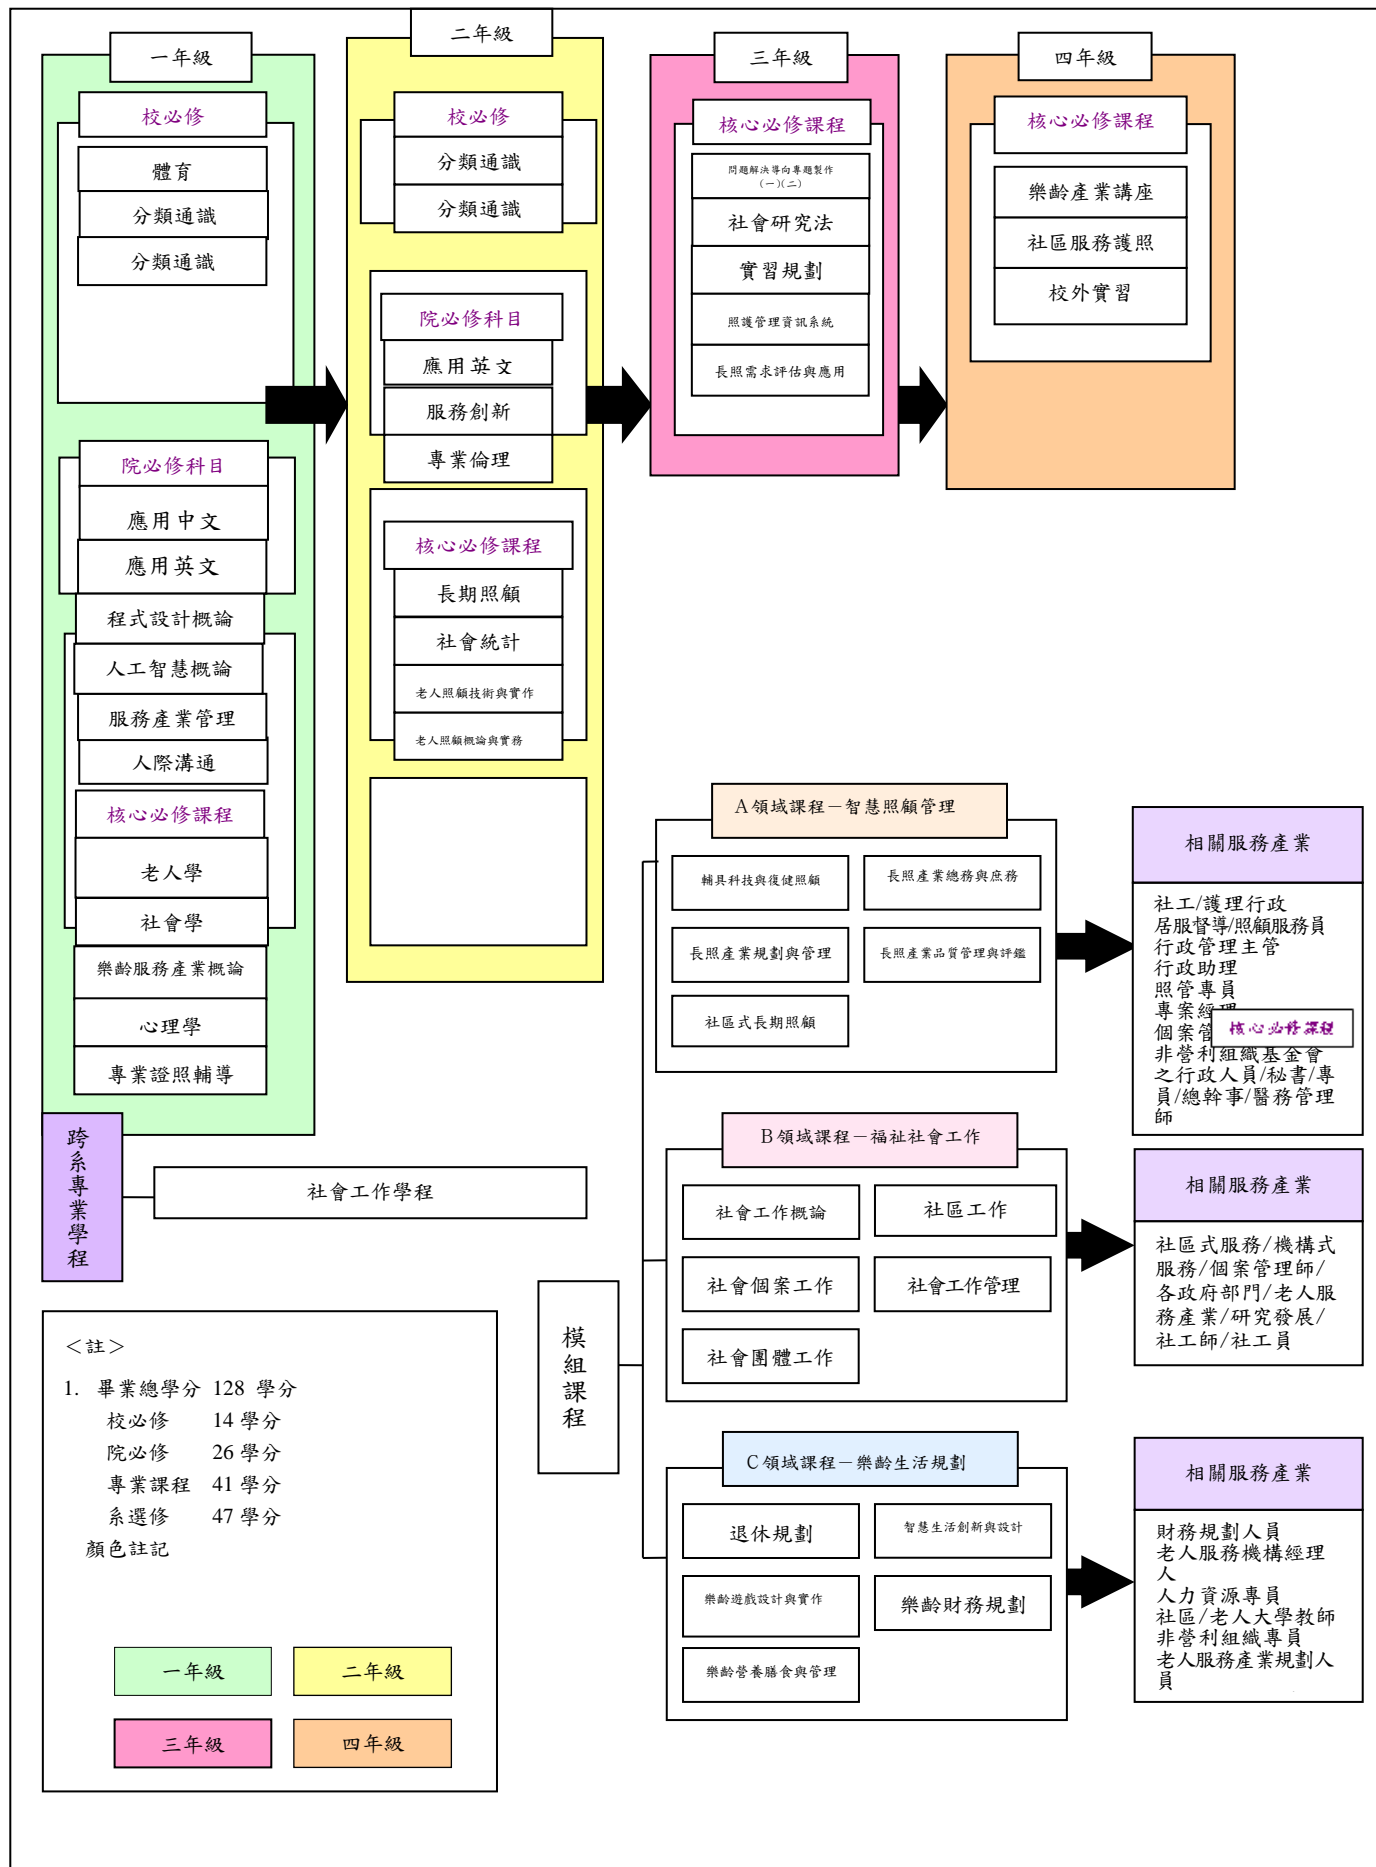 一年級
校必修
體育
分類通識
分類通識
院必修科目
應用中文
應用英文
程式設計概論
人工智慧概論
服務產業管理
人際溝通
核心必修課程
老人學
社會學
樂齡服務產業概論
心理學
專業證照輔導
二年級
校必修
分類通識
分類通識
院必修科目
應用英文
服務創新
專業倫理
核心必修課程
長期照顧
社會統計
老人照顧技術與實作
老人照顧概論與實務
三年級
核心必修課程
問題解決導向專題製作
(一)(二)
社會研究法
實習規劃
照護管理資訊系統
長照需求評估與應用
四年級
核心必修課程
樂齡產業講座
社區服務護照
校外實習
跨系專業學程
社會工作學程
模組課程
A領域課程－智慧照顧管理
輔具科技與復健照顧
長照產業總務與庶務
長照產業規劃與管理
長照產業品質管理與評鑑
社區式長期照顧
相關服務產業
社工/護理行政
居服督導/照顧服務員
行政管理主管
行政助理
照管專員
專案經理
個案管
核心必修課程
非營利組織基金會
之行政人員/秘書/專
員/總幹事/醫務管理
師
B領域課程－福祉社會工作
社會工作概論
社區工作
社會個案工作
社會工作管理
社會團體工作
相關服務產業
社區式服務/機構式
服務/個案管理師/
各政府部門/老人服
務產業/研究發展/
社工師/社工員
C領域課程－樂齡生活規劃
退休規劃
智慧生活創新與設計
樂齡遊戲設計與實作
樂齡財務規劃
樂齡營養膳食與管理
相關服務產業
財務規劃人員
老人服務機構經理
人
人力資源專員
社區/老人大學教師
非營利組織專員
老人服務產業規劃人
員
＜註＞
1. 畢業總學分 128 學分
校必修 14 學分
院必修 26 學分
專業課程 41 學分
系選修 47 學分
顏色註記
一年級
二年級
三年級
四年級